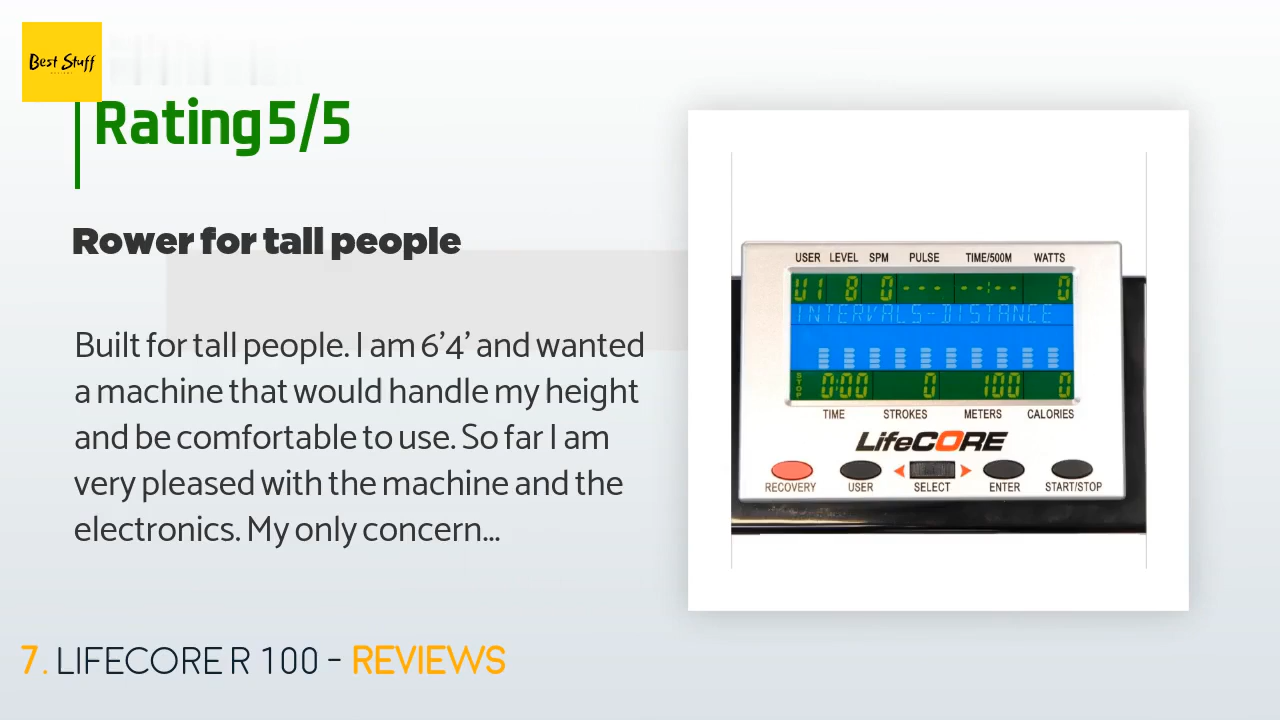 Best Stuff
Rating 5/5
Rower for tall people
Built for tall people. I am 6'4' and wanted
a machine that would handle my height
and be comfortable to use. So far I am
very pleased with the machine and the
electronics. My only concern...
USER LEVEL SPM PULSE TIME/500M WATTS
U1 8 0 --- --:-- 0
INTERVALS-DISTANCE
STOP 0:00 0 100 0
TIME STROKES METERS CALORIES
LifeCORE
RECOVERY USER SELECT ENTER START/STOP
7. LIFECORE R 100 - REVIEWS